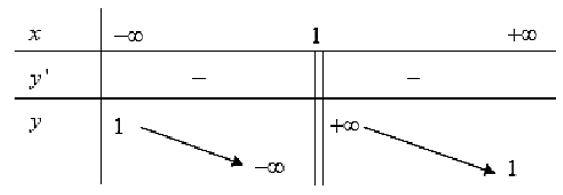 x −∞ 1 +∞
y' − −
y 1 −∞ +∞ 1